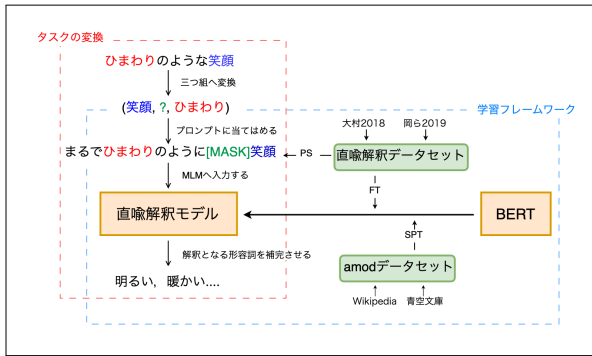 タスクの変換
ひまわりのような笑顔
三つ組へ変換
(笑顔, ?, ひまわり)
プロンプトに当てはめる
まるでひまわりのように[MASK]笑顔
MLMへ入力する
直喩解釈モデル
解釈となる形容詞を補完させる
明るい, 暖かい....
学習フレームワーク
大村2018
岡ら2019
PS
直喩解釈データセット
FT
BERT
SPT
amodデータセット
Wikipedia
青空文庫